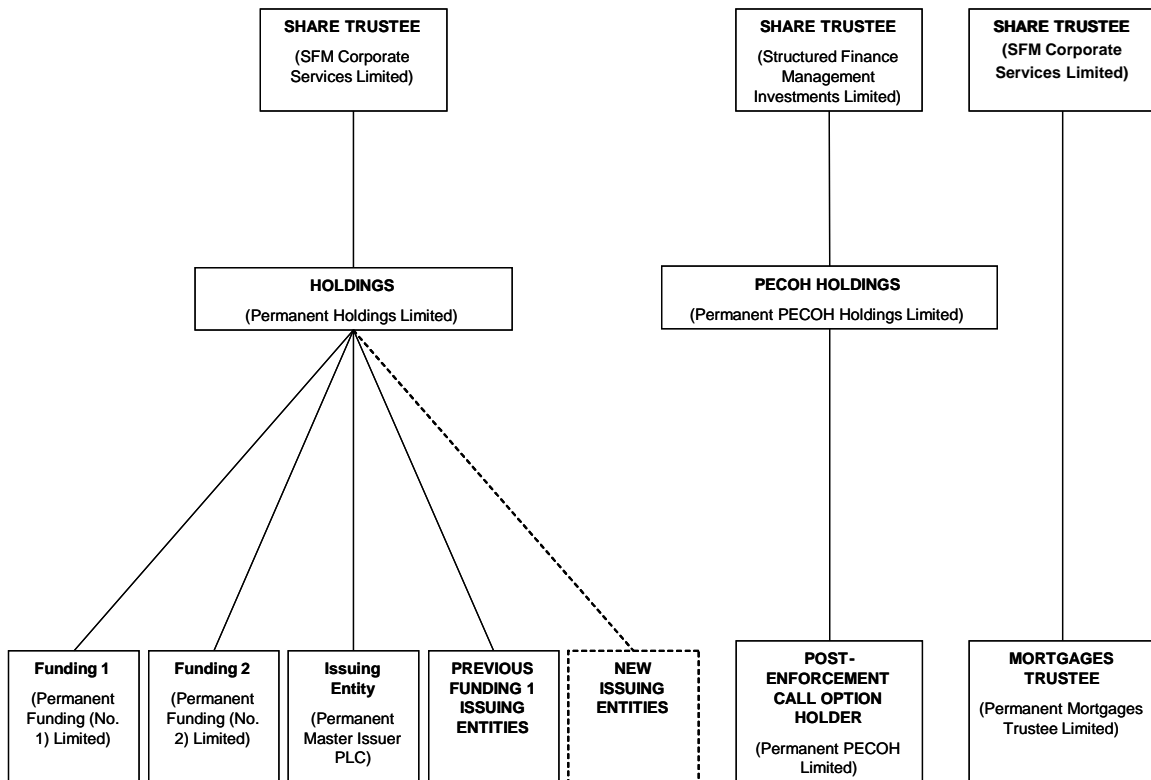 SHARE TRUSTEE
(SFM Corporate
Services Limited)
SHARE TRUSTEE
(Structured Finance
Management
Investments Limited)
SHARE TRUSTEE
(SFM Corporate
Services Limited)
HOLDINGS
(Permanent Holdings Limited)
PECOH HOLDINGS
(Permanent PECOH Holdings Limited)
Funding 1
(Permanent
Funding (No.
1) Limited)
Funding 2
(Permanent
Funding (No.
2) Limited)
Issuing
Entity
(Permanent
Master Issuer
PLC)
PREVIOUS
FUNDING 1
ISSUING
ENTITIES
NEW
ISSUING
ENTITIES
POST-
ENFORCEMENT
CALL OPTION
HOLDER
(Permanent PECOH
Limited)
MORTGAGES
TRUSTEE
(Permanent Mortgages
Trustee Limited)